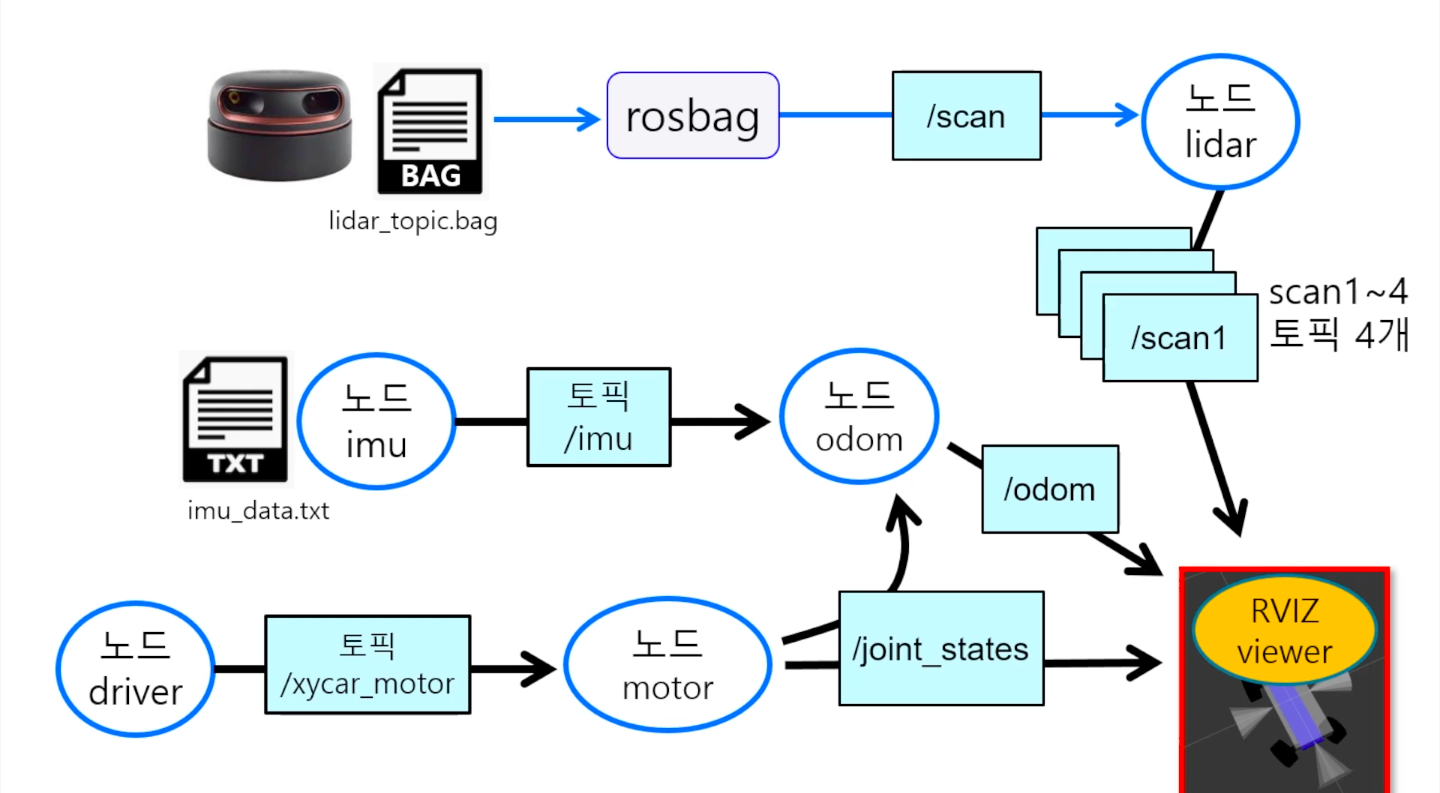 BAG
lidar_topic.bag
rosbag
/scan
노드
lidar
/scan1
scan1~4
토픽 4개
TXT
imu_data.txt
노드
imu
토픽
/imu
노드
odom
/odom
노드
driver
토픽
/xycar_motor
노드
motor
/joint_states
RVIZ
viewer